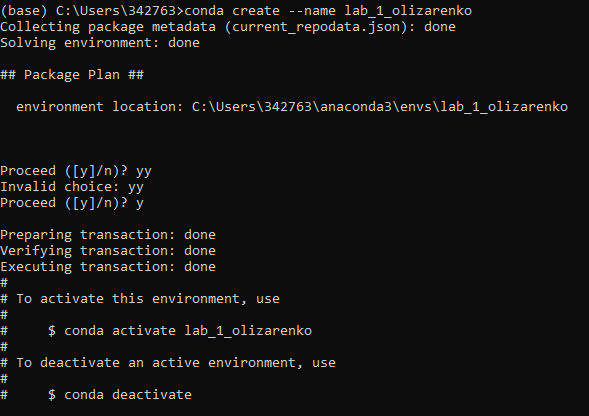 (base) C:\Users\342763>conda create --name lab_1_olizarenko
Collecting package metadata (current_repodata.json): done
Solving environment: done
## Package Plan ##
environment location: C:\Users\342763\anaconda3\envs\lab_1_olizarenko
Proceed ([y]/n)? yy
Invalid choice: yy
Proceed ([y]/n)? y
Preparing transaction: done
Verifying transaction: done
Executing transaction: done
#
# To activate this environment, use
#
#     $ conda activate lab_1_olizarenko
#
# To deactivate an active environment, use
#
#     $ conda deactivate